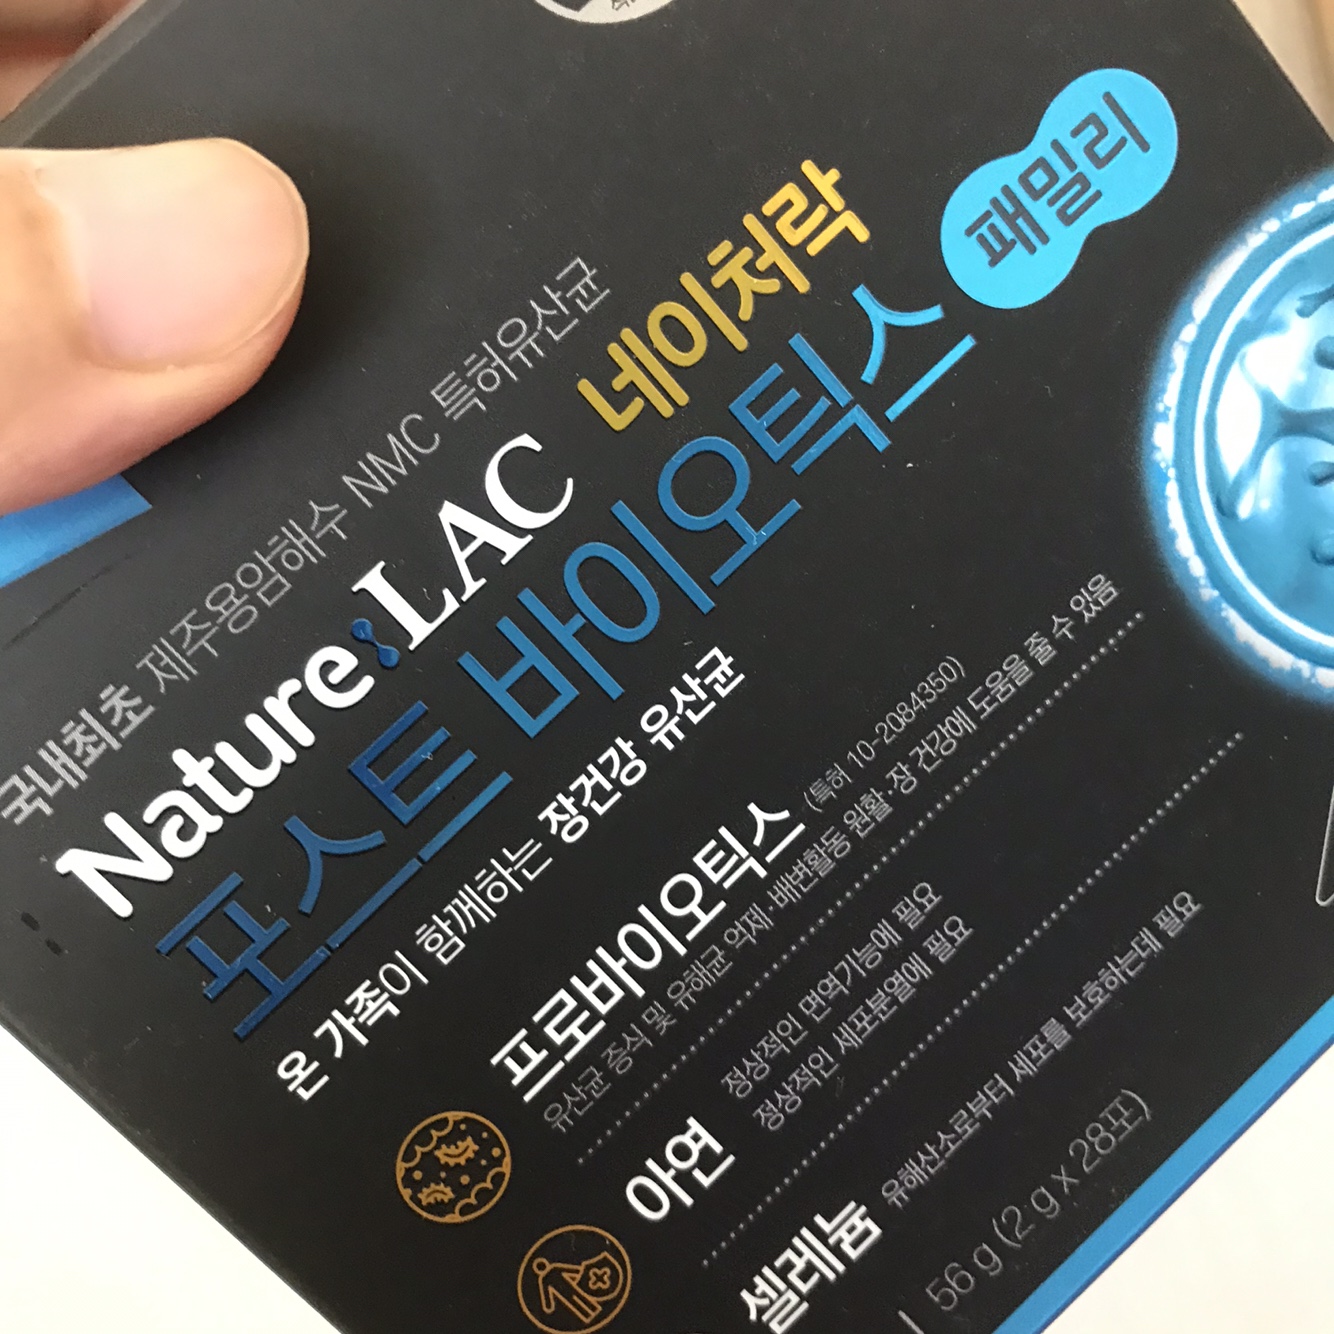 국내최초 제주용암해수 NMC 특허유산균
Nature:LAC 네이처락
포스트 바이오틱스 패밀리
온 가족이 함께하는 장건강 유산균
프로바이오틱스 (특허 10-2084350)
유산균 증식 및 유해균 억제·배변활동 원활·장 건강에 도움을 줄 수 있음
아연 정상적인 면역기능에 필요
정상적인 세포분열에 필요
셀레늄 유해산소로부터 세포를 보호하는데 필요
56 g (2 g x 28포)